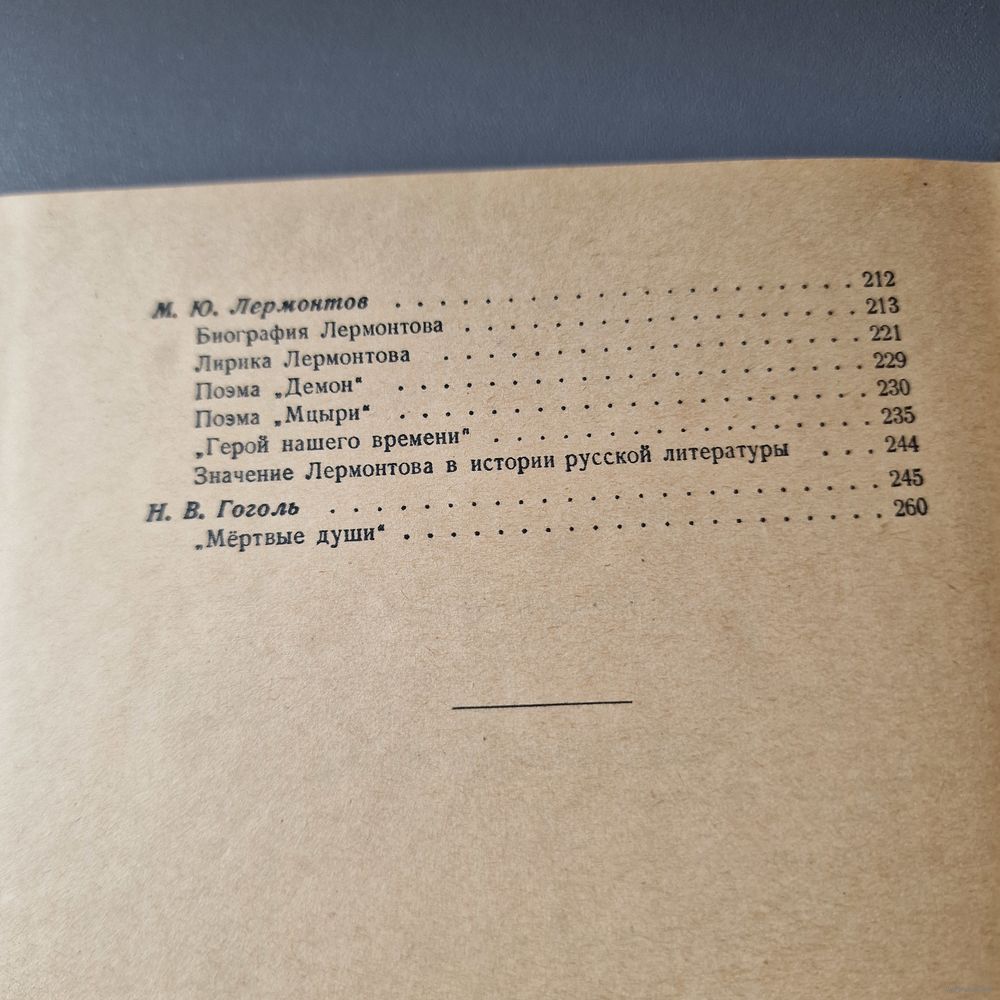 М. Ю. Лермонтов . . . . . . . . . . . . . . . . 212
Биография Лермонтова . . . . . . . . . . . . . . 213
Лирика Лермонтова . . . . . . . . . . . . . . 221
Поэма „Демон“ . . . . . . . . . . . . . . . . 229
Поэма „Мцыри“ . . . . . . . . . . . . . . . . 230
„Герой нашего времени“ . . . . . . . . . . . . . 235
Значение Лермонтова в истории русской литературы . . . 244
Н. В. Гоголь . . . . . . . . . . . . . . . . . . 245
„Мёртвые души“ . . . . . . . . . . . . . . . . 260